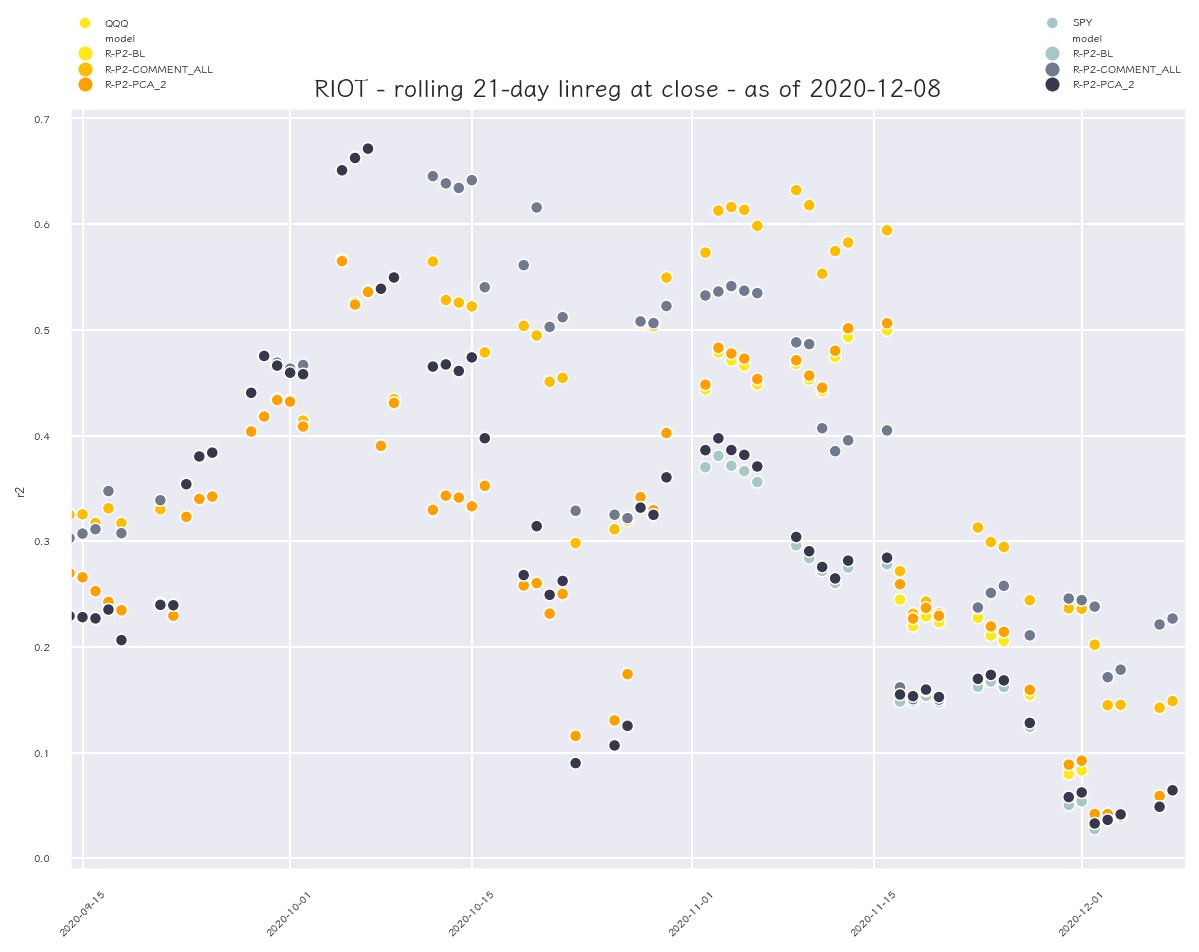 QQQ
model
R-P2-BL
R-P2-COMMENT_ALL
R-P2-PCA_2
SPY
model
R-P2-BL
R-P2-COMMENT_ALL
R-P2-PCA_2
RIOT - rolling 21-day linreg at close - as of 2020-12-08
0.7
0.6
0.5
0.4
0.3
0.2
0.1
0.0
r2
2020-09-15
2020-10-01
2020-10-15
2020-11-01
2020-11-15
2020-12-01